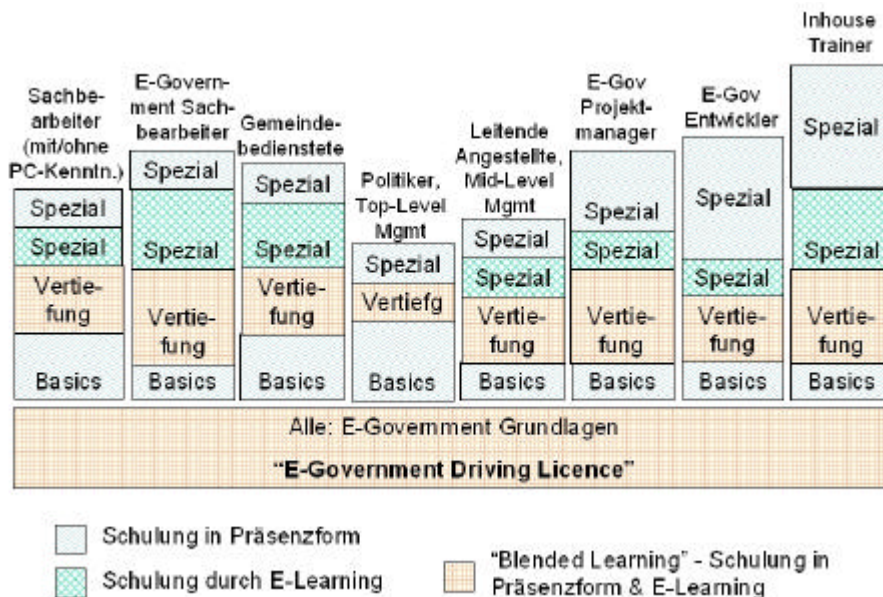 Sachbe-
arbeiter
(mit/ohne
PC-Kenntn.)
Spezial
Spezial
Vertie-
fung
Basics
E-Govern-
ment Sach-
bearbeiter
Spezial
Spezial
Vertie-
fung
Basics
Gemeinde-
bedienstete
Spezial
Spezial
Vertie-
fung
Basics
Politiker,
Top-Level
Mgmt
Spezial
Vertiefg
Basics
Leitende
Angestellte,
Mid-Level
Mgmt
Spezial
Spezial
Vertie-
fung
Basics
E-Gov
Projekt-
manager
Spezial
Spezial
Vertie-
fung
Basics
E-Gov
Entwickler
Spezial
Spezial
Vertie-
fung
Basics
Inhouse
Trainer
Spezial
Spezial
Vertie-
fung
Basics
Alle: E-Government Grundlagen
“E-Government Driving Licence”
Schulung in Präsenzform
Schulung durch E-Learning
“Blended Learning” - Schulung in
Präsenzform & E-Learning